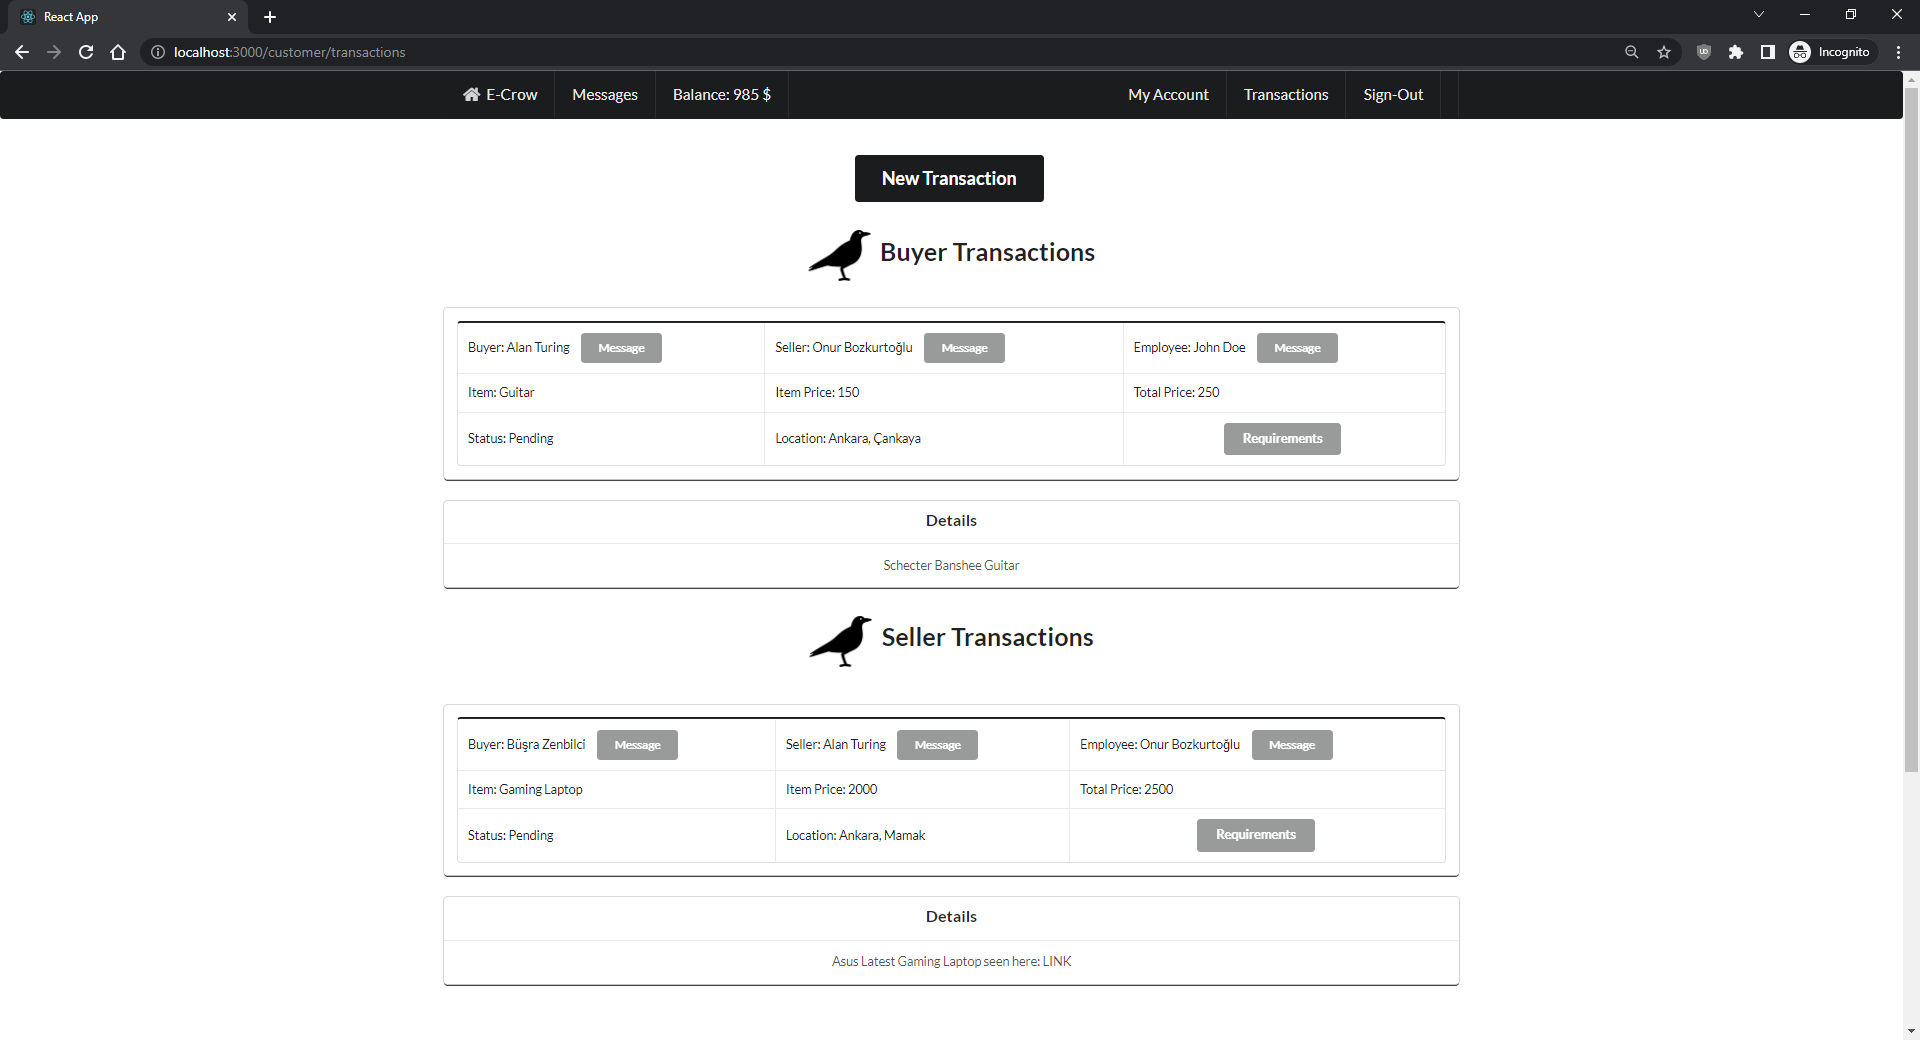 React App
localhost:3000/customer/transactions
Incognito
E-Crow Messages Balance: 985 $ My Account Transactions Sign-Out
New Transaction
Buyer Transactions
Buyer: Alan Turing Message Seller: Onur Bozkurtoğlu Message Employee: John Doe Message
Item: Guitar Item Price: 150 Total Price: 250
Status: Pending Location: Ankara, Çankaya Requirements
Details
Schecter Banshee Guitar
Seller Transactions
Buyer: Büşra Zenbilci Message Seller: Alan Turing Message Employee: Onur Bozkurtoğlu Message
Item: Gaming Laptop Item Price: 2000 Total Price: 2500
Status: Pending Location: Ankara, Mamak Requirements
Details
Asus Latest Gaming Laptop seen here: LINK